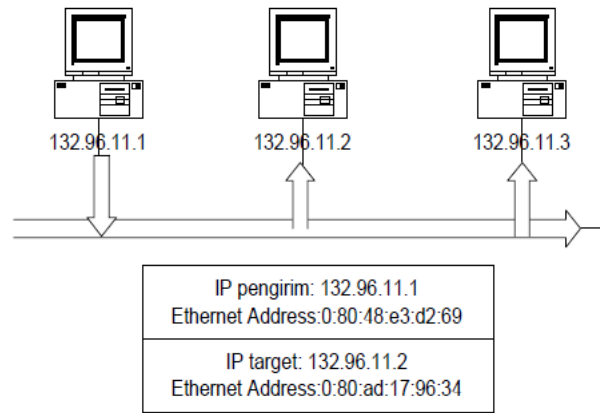 132.96.11.1
132.96.11.2
132.96.11.3
IP pengirim: 132.96.11.1
Ethernet Address:0:80:48:e3:d2:69
IP target: 132.96.11.2
Ethernet Address:0:80:ad:17:96:34